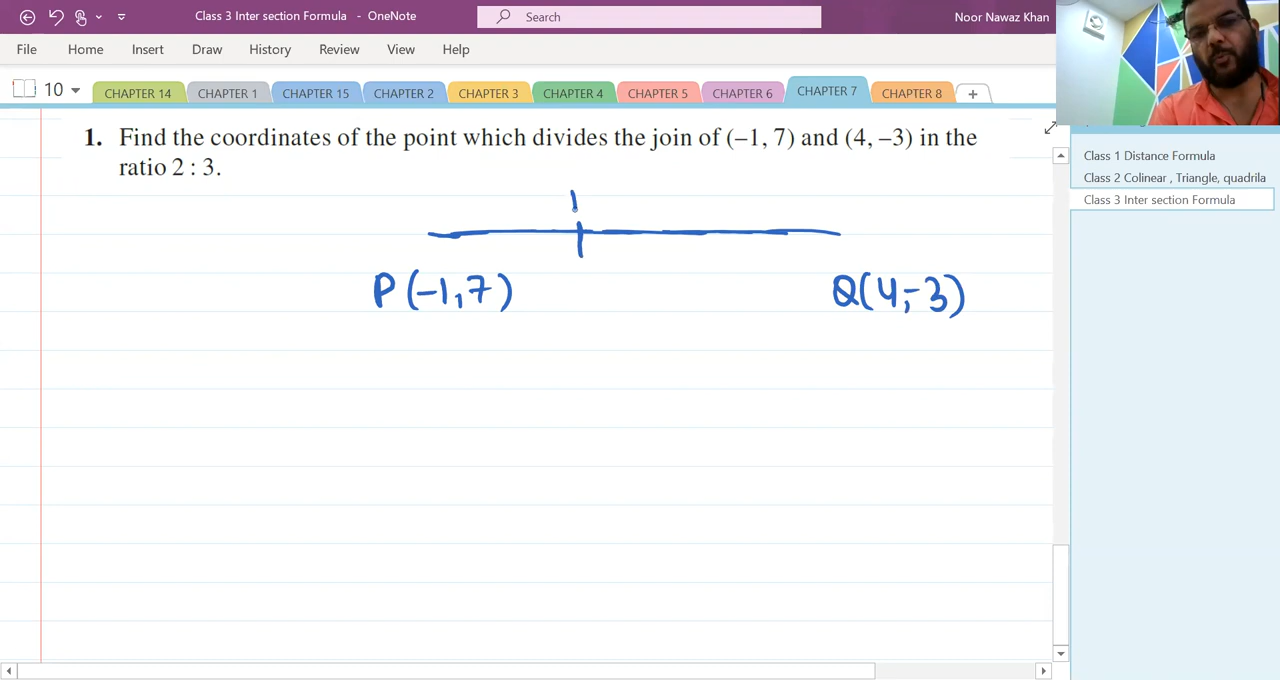 Class 3 Inter section Formula - OneNote
Search
Noor Nawaz Khan
File Home Insert Draw History Review View Help
10 CHAPTER 14 CHAPTER 1 CHAPTER 15 CHAPTER 2 CHAPTER 3 CHAPTER 4 CHAPTER 5 CHAPTER 6 CHAPTER 7 CHAPTER 8 +
1. Find the coordinates of the point which divides the join of (–1, 7) and (4, –3) in the
ratio 2 : 3.
P (-1, 7) Q(4, -3)
Class 1 Distance Formula
Class 2 Colinear , Triangle, quadrila
Class 3 Inter section Formula